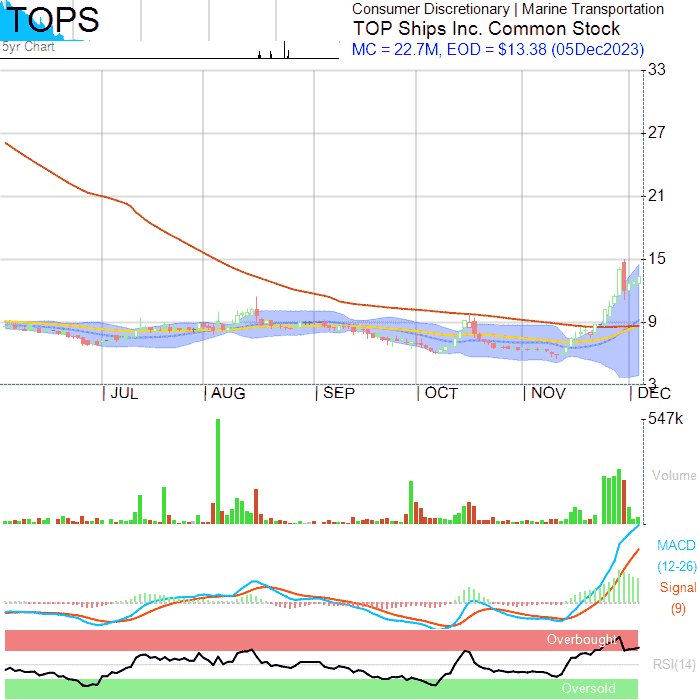 TOPS
Consumer Discretionary | Marine Transportation
TOP Ships Inc. Common Stock
MC = 22.7M, EOD = $13.38 (05Dec2023)
5yr Chart
33
27
21
15
9
3
JUL AUG SEP OCT NOV DEC
547k
Volume
MACD
(12-26)
Signal
(9)
Overbought
RSI(14)
Oversold